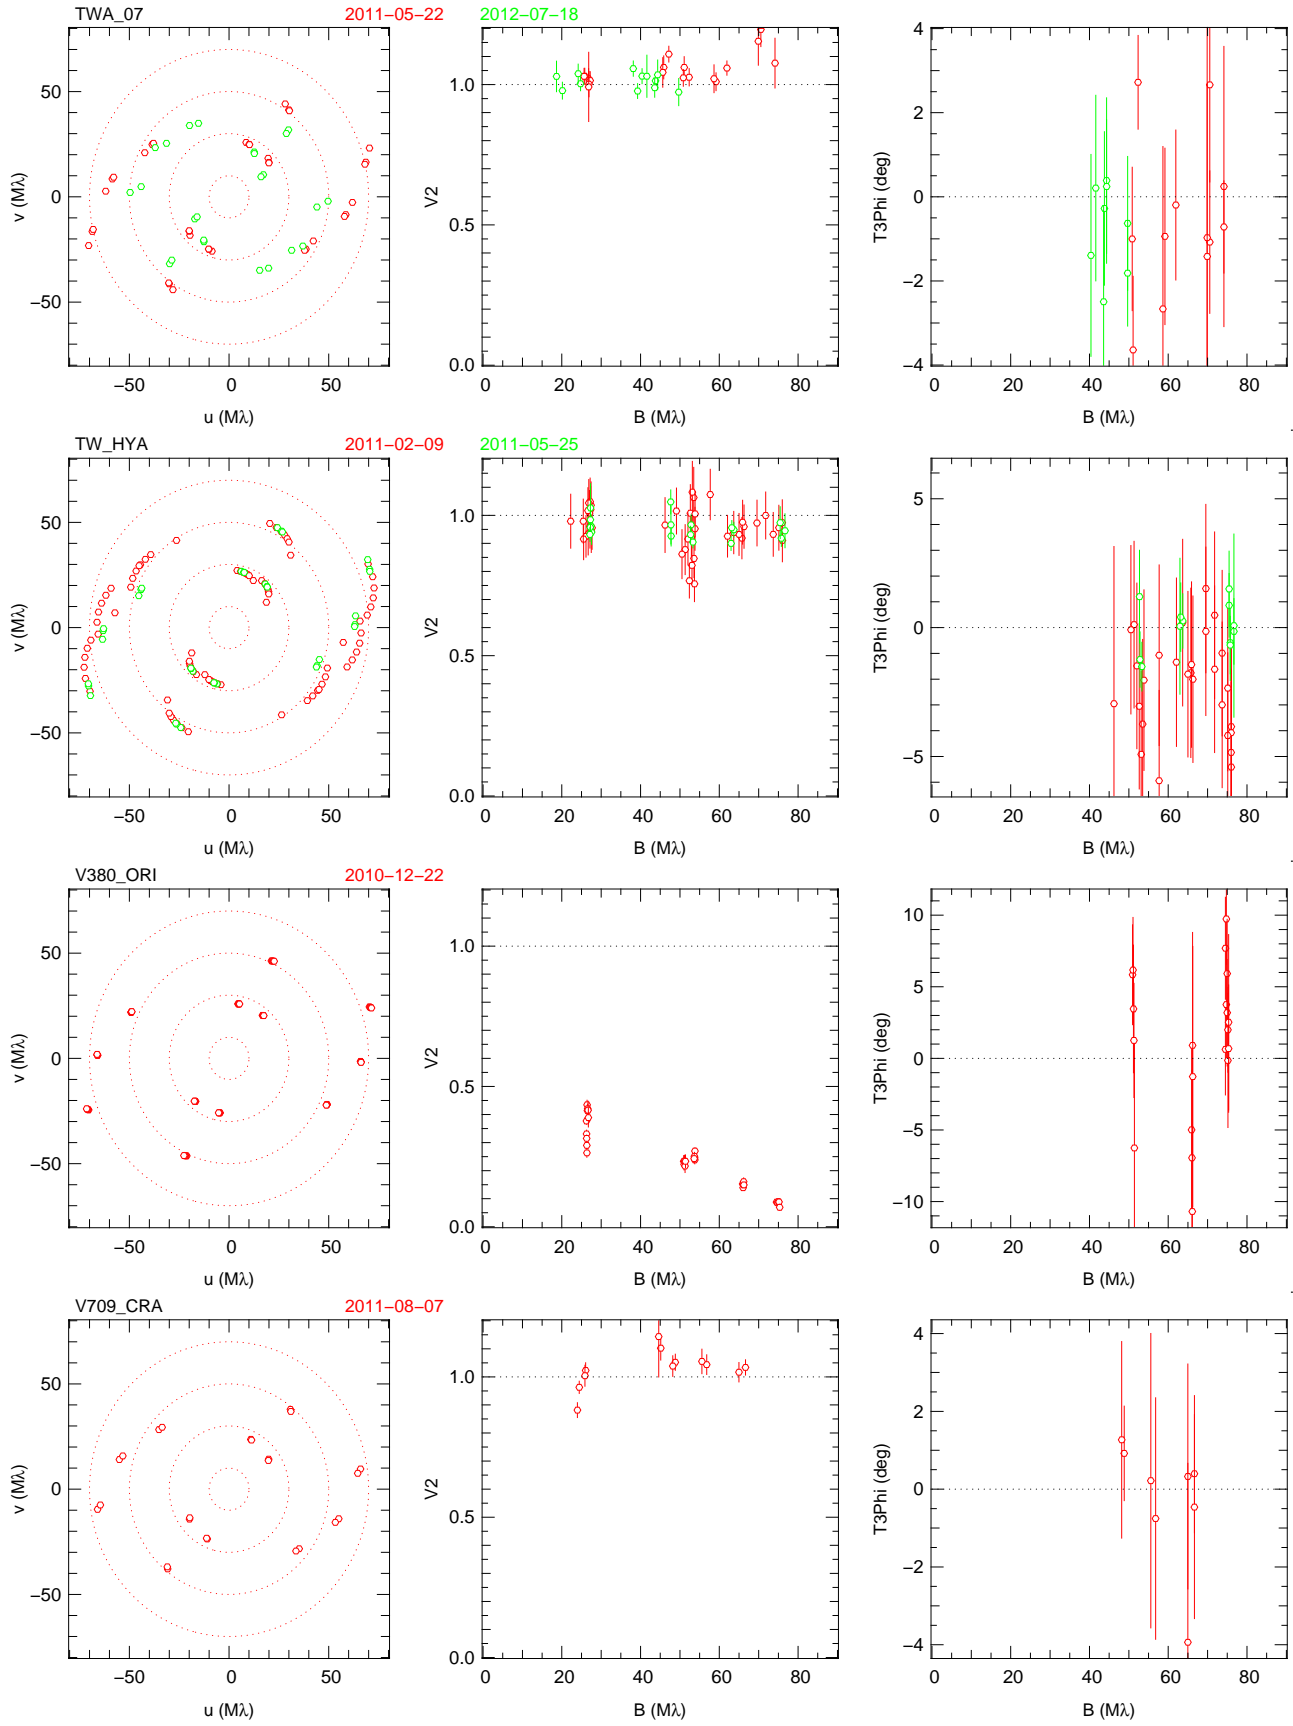 TWA_07 2011−05−22 2012−07−18
50
0
−50
−50 0 50
v (Mλ)
u (Mλ)
1.0
0.5
0.0
0 20 40 60 80
V2
B (Mλ)
4
2
0
−2
−4
0 20 40 60 80
T3Phi (deg)
B (Mλ)
TW_HYA 2011−02−09 2011−05−25
50
0
−50
−50 0 50
v (Mλ)
u (Mλ)
1.0
0.5
0.0
0 20 40 60 80
V2
B (Mλ)
5
0
−5
0 20 40 60 80
T3Phi (deg)
B (Mλ)
V380_ORI 2010−12−22
50
0
−50
−50 0 50
v (Mλ)
u (Mλ)
1.0
0.5
0.0
0 20 40 60 80
V2
B (Mλ)
10
5
0
−5
−10
0 20 40 60 80
T3Phi (deg)
B (Mλ)
V709_CRA 2011−08−07
50
0
−50
−50 0 50
v (Mλ)
u (Mλ)
1.0
0.5
0.0
0 20 40 60 80
V2
B (Mλ)
4
2
0
−2
−4
0 20 40 60 80
T3Phi (deg)
B (Mλ)